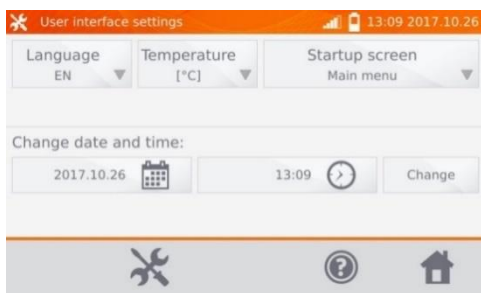 User interface settings 13:09 2017.10.26
Language Temperature Startup screen
EN [°C] Main menu
Change date and time:
2017.10.26 13:09 Change
?